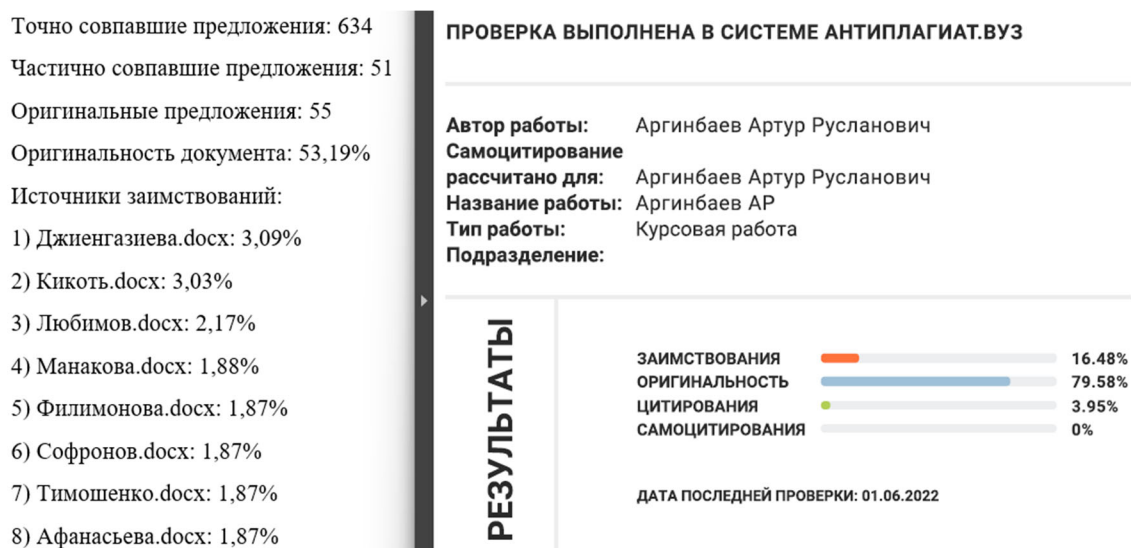 Точно совпавшие предложения: 634
Частично совпавшие предложения: 51
Оригинальные предложения: 55
Оригинальность документа: 53,19%
Источники заимствований:
1) Джиенгазиева.docx: 3,09%
2) Кикоть.docx: 3,03%
3) Любимов.docx: 2,17%
4) Манакова.docx: 1,88%
5) Филимонова.docx: 1,87%
6) Софронов.docx: 1,87%
7) Тимошенко.docx: 1,87%
8) Афанасьева.docx: 1,87%
ПРОВЕРКА ВЫПОЛНЕНА В СИСТЕМЕ АНТИПЛАГИАТ.ВУЗ
Автор работы: Аргинбаев Артур Русланович
Самоцитирование
рассчитано для: Аргинбаев Артур Русланович
Название работы: Аргинбаев АР
Тип работы: Курсовая работа
Подразделение:
РЕЗУЛЬТАТЫ
ЗАИМСТВОВАНИЯ 16.48%
ОРИГИНАЛЬНОСТЬ 79.58%
ЦИТИРОВАНИЯ 3.95%
САМОЦИТИРОВАНИЯ 0%
ДАТА ПОСЛЕДНЕЙ ПРОВЕРКИ: 01.06.2022